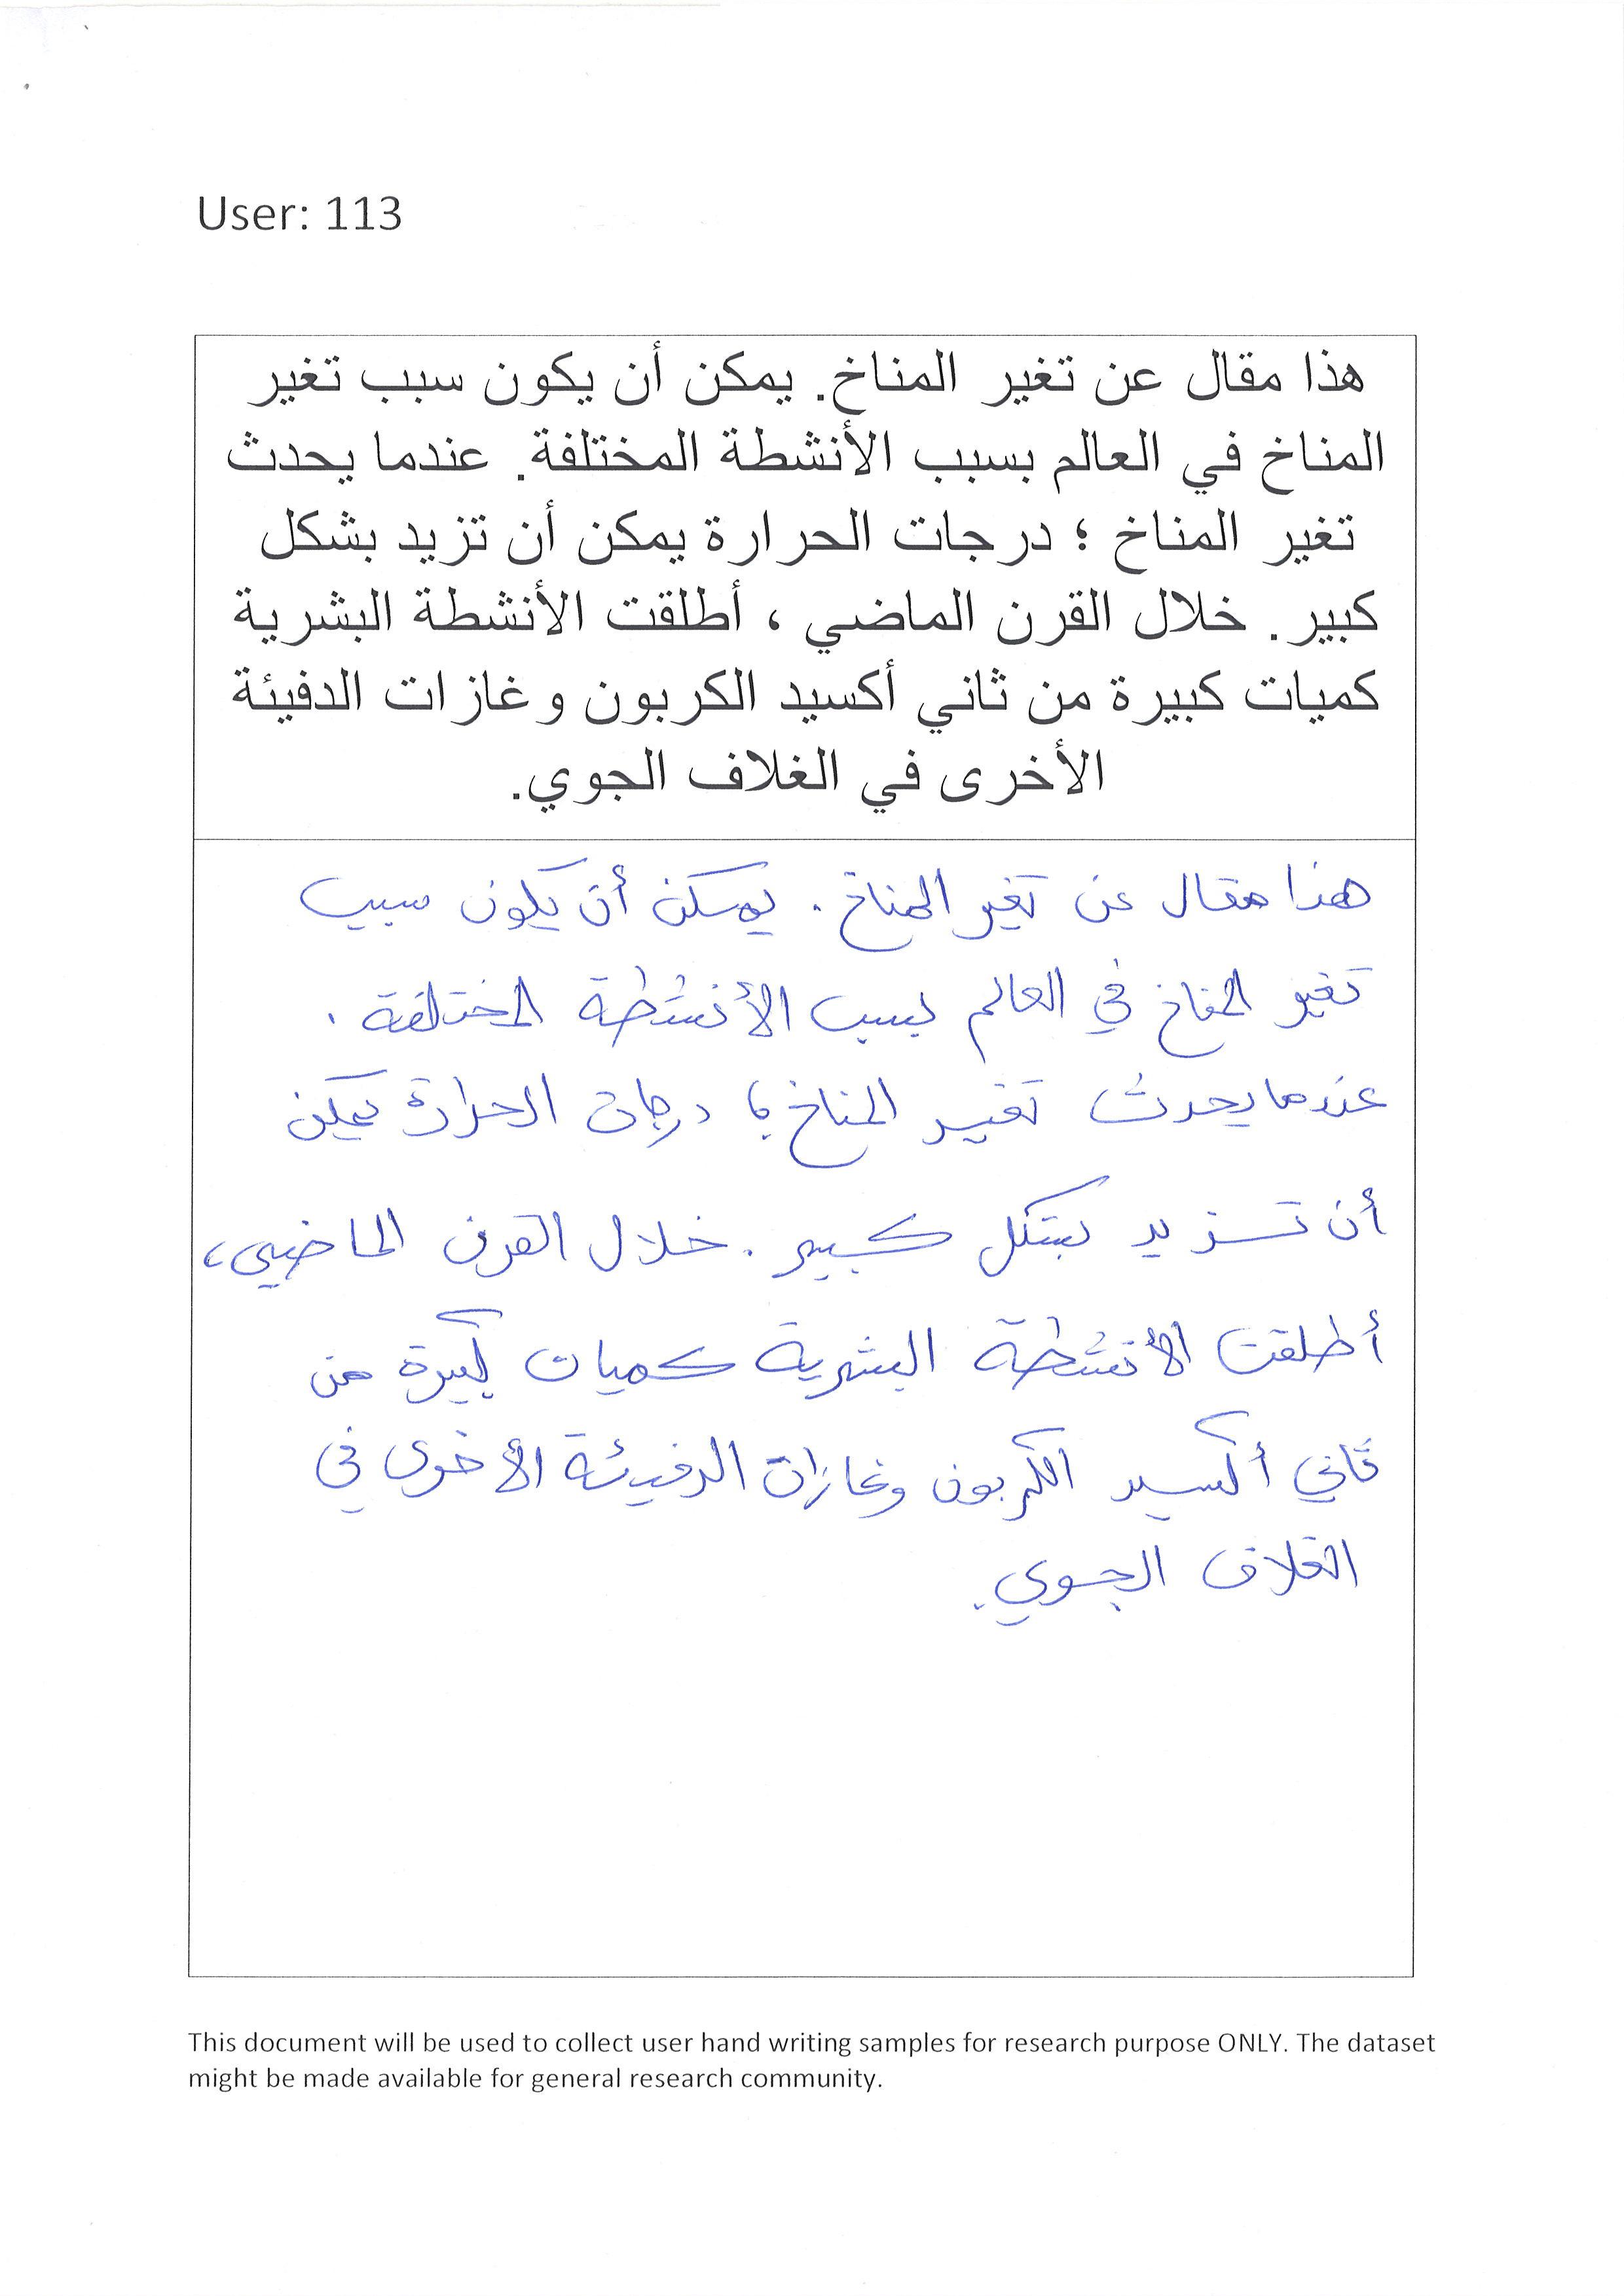 User: 113
هذا مقال عن تغير المناخ. يمكن أن يكون سبب تغير
المناخ في العالم بسبب الأنشطة المختلفة. عندما يحدث
تغير المناخ ؛ درجات الحرارة يمكن أن تزيد بشكل
كبير. خلال القرن الماضي ، أطلقت الأنشطة البشرية
كميات كبيرة من ثاني أكسيد الكربون وغازات الدفيئة
الأخرى في الغلاف الجوي.
هذا مقال عن تغير المناخ. يمكن أن يكون سبب
تغير المناخ في العالم بسبب الأنشطة المختلفة.
عندما يحدث تغير المناخ ؛ درجات الحرارة يمكن
أن تزيد بشكل كبير. خلال القرن الماضي،
أطلقت الأنشطة البشرية كميات كبيرة من
ثاني أكسيد الكربون وغازات الدفيئة الأخرى في
الغلاف الجوي.
This document will be used to collect user hand writing samples for research purpose ONLY. The dataset
might be made available for general research community.